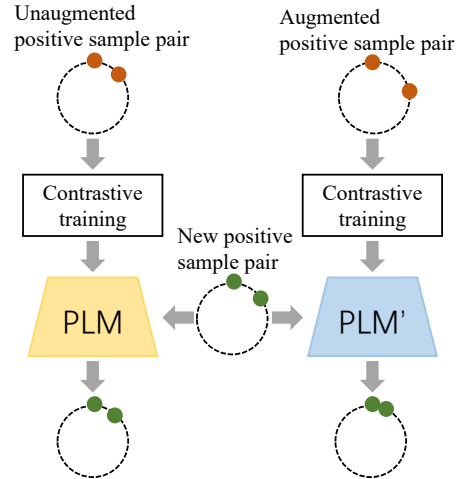 Unaugmented
positive sample pair
Augmented
positive sample pair
Contrastive
training
Contrastive
training
New positive
sample pair
PLM
PLM'